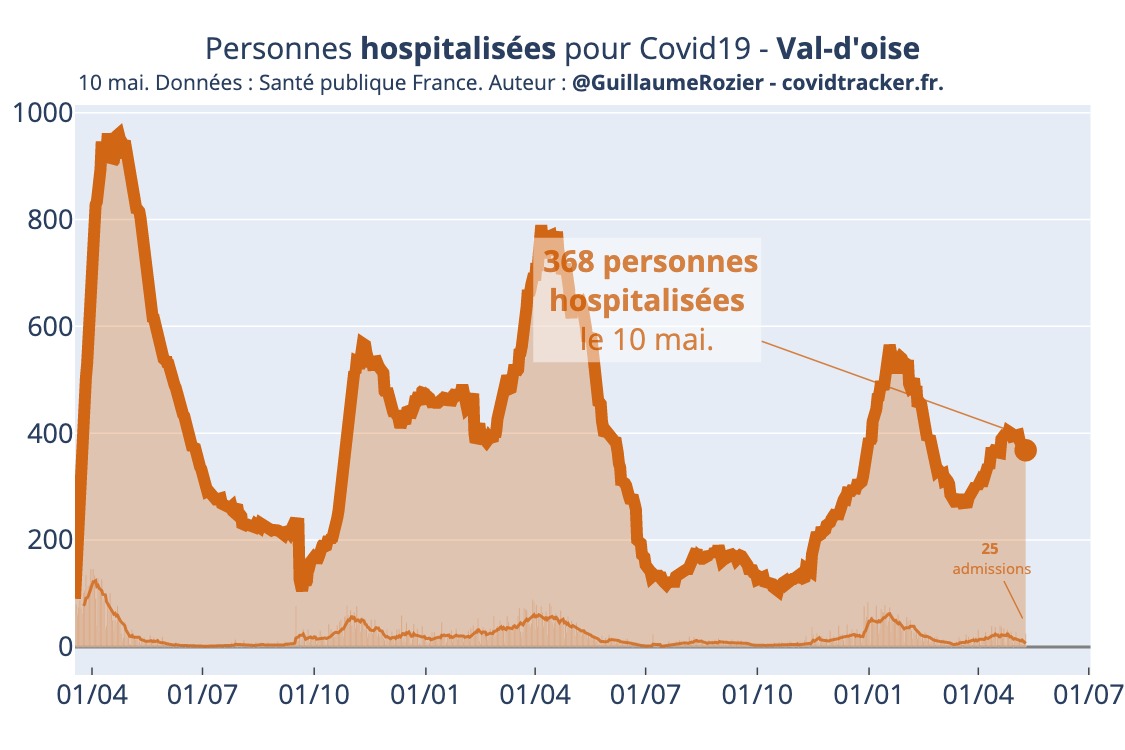 Personnes hospitalisées pour Covid19 - Val-d'oise
10 mai. Données : Santé publique France. Auteur : @GuillaumeRozier - covidtracker.fr.
1000
800
600
400
200
0
368 personnes
hospitalisées
le 10 mai.
25
admissions
01/04 01/07 01/10 01/01 01/04 01/07 01/10 01/01 01/04 01/07